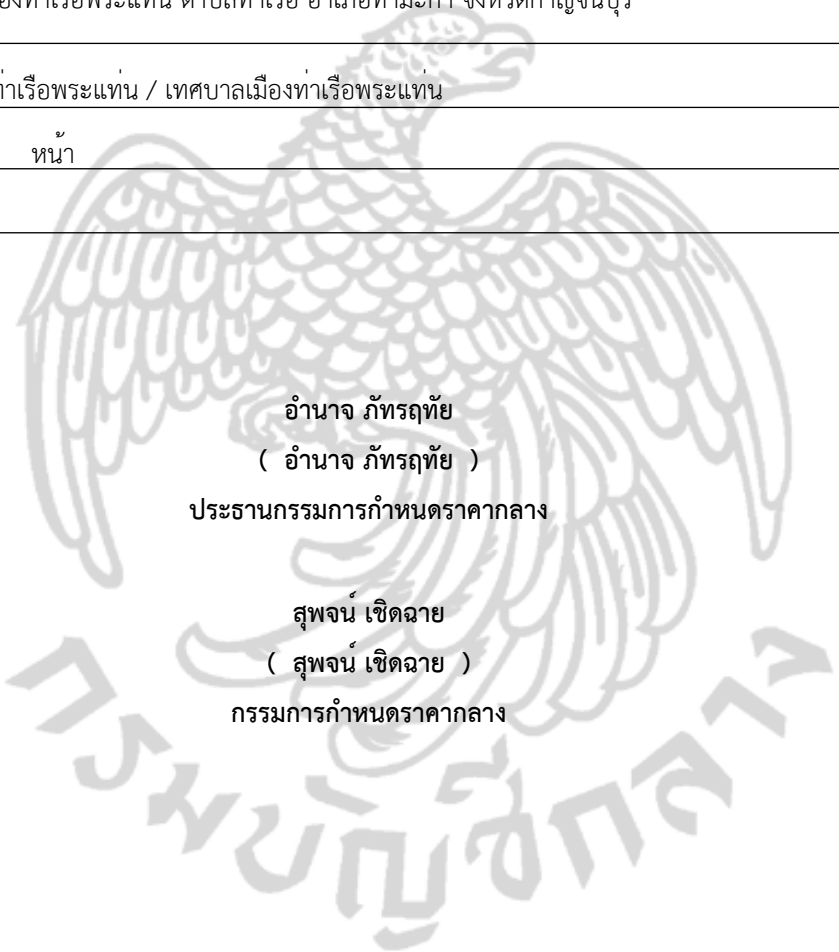 องท่าเรือพระแท่น ตำบลท่าเรือ อำเภอท่ามะกา จังหวัดกาญจนบุรี
ท่าเรือพระแท่น / เทศบาลเมืองท่าเรือพระแท่น
หน้า
อำนาจ ภัทรฤทัย
( อำนาจ ภัทรฤทัย )
ประธานกรรมการกำหนดราคากลาง
สุพจน์ เชิดฉาย
( สุพจน์ เชิดฉาย )
กรรมการกำหนดราคากลาง
กรมบัญชีกลาง